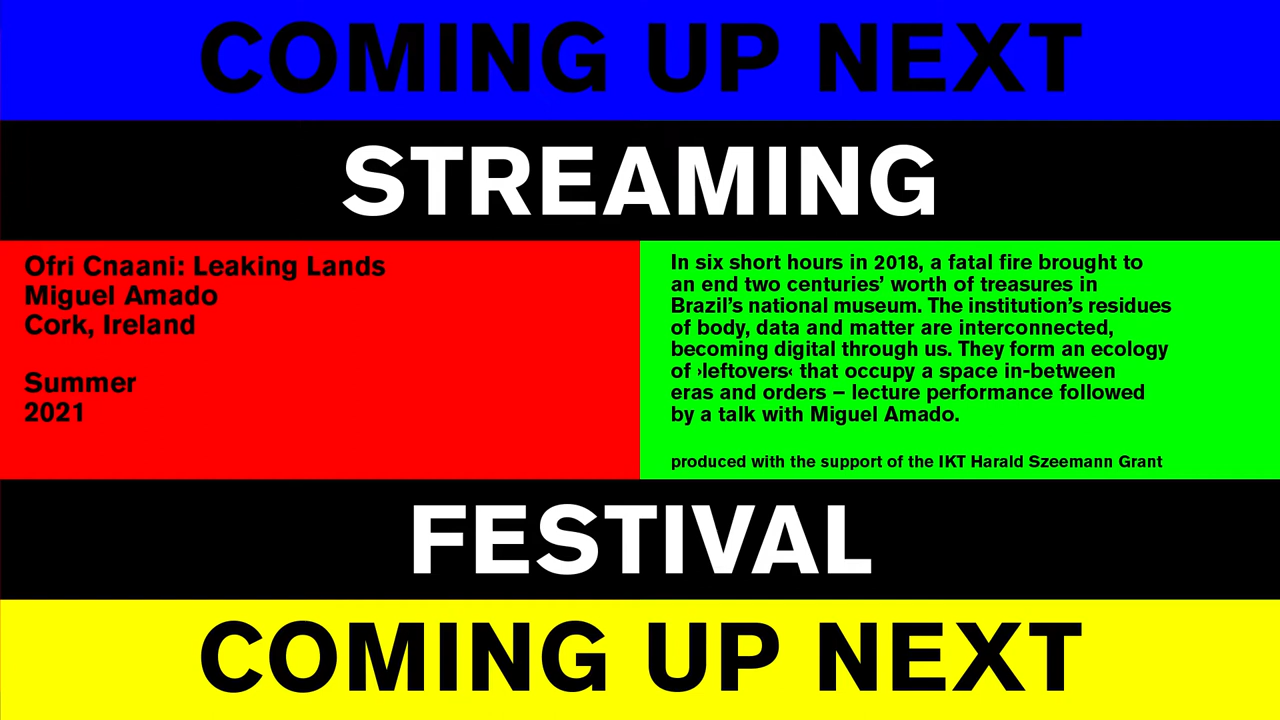 COMING UP NEXT
STREAMING
Ofri Cnaani: Leaking Lands
Miguel Amado
Cork, Ireland
Summer
2021
In six short hours in 2018, a fatal fire brought to
an end two centuries’ worth of treasures in
Brazil’s national museum. The institution’s residues
of body, data and matter are interconnected,
becoming digital through us. They form an ecology
of ›leftovers‹ that occupy a space in-between
eras and orders – lecture performance followed
by a talk with Miguel Amado.
produced with the support of the IKT Harald Szeemann Grant
FESTIVAL
COMING UP NEXT